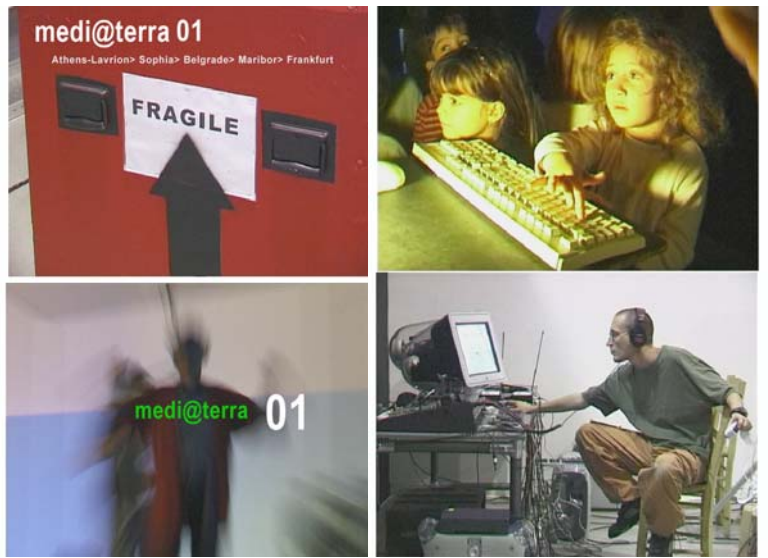 medi@terra 01
Athens-Lavrion> Sophia> Belgrade> Maribor> Frankfurt
FRAGILE
medi@terra 01